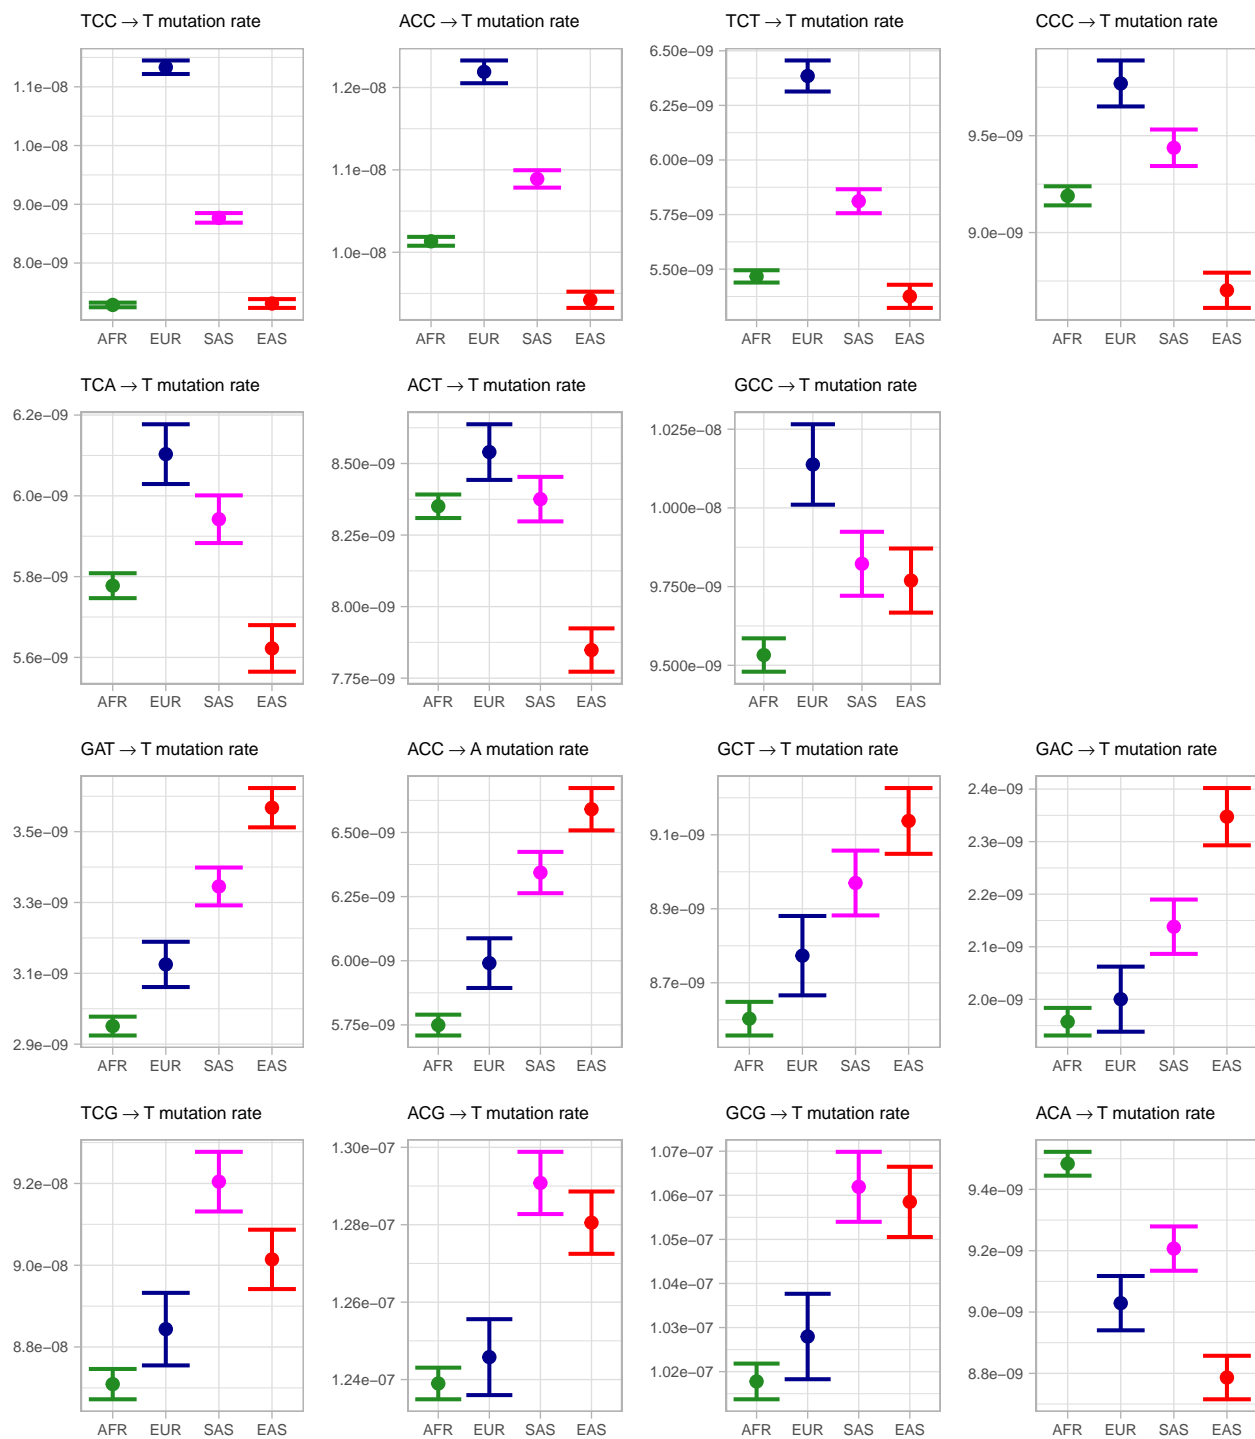 TCC → T mutation rate
1.1e−08
1.0e−08
9.0e−09
8.0e−09
AFR EUR SAS EAS
ACC → T mutation rate
1.2e−08
1.1e−08
1.0e−08
AFR EUR SAS EAS
TCT → T mutation rate
6.50e−09
6.25e−09
6.00e−09
5.75e−09
5.50e−09
AFR EUR SAS EAS
CCC → T mutation rate
9.5e−09
9.0e−09
AFR EUR SAS EAS
TCA → T mutation rate
6.2e−09
6.0e−09
5.8e−09
5.6e−09
AFR EUR SAS EAS
ACT → T mutation rate
8.50e−09
8.25e−09
8.00e−09
7.75e−09
AFR EUR SAS EAS
GCC → T mutation rate
1.025e−08
1.000e−08
9.750e−09
9.500e−09
AFR EUR SAS EAS
GAT → T mutation rate
3.5e−09
3.3e−09
3.1e−09
2.9e−09
AFR EUR SAS EAS
ACC → A mutation rate
6.50e−09
6.25e−09
6.00e−09
5.75e−09
AFR EUR SAS EAS
GCT → T mutation rate
9.1e−09
8.9e−09
8.7e−09
AFR EUR SAS EAS
GAC → T mutation rate
2.4e−09
2.3e−09
2.2e−09
2.1e−09
2.0e−09
AFR EUR SAS EAS
TCG → T mutation rate
9.2e−08
9.0e−08
8.8e−08
AFR EUR SAS EAS
ACG → T mutation rate
1.30e−07
1.28e−07
1.26e−07
1.24e−07
AFR EUR SAS EAS
GCG → T mutation rate
1.07e−07
1.06e−07
1.05e−07
1.04e−07
1.03e−07
1.02e−07
AFR EUR SAS EAS
ACA → T mutation rate
9.4e−09
9.2e−09
9.0e−09
8.8e−09
AFR EUR SAS EAS